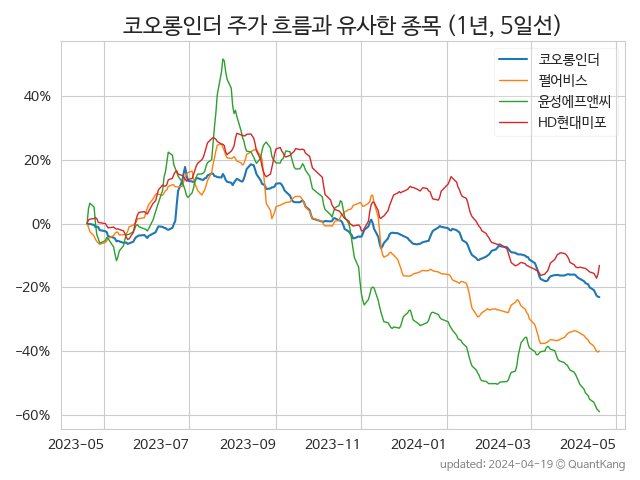 코오롱인더 주가 흐름과 유사한 종목 (1년, 5일선)
코오롱인더
펄어비스
윤성에프앤씨
HD현대미포
40%
20%
0%
−20%
−40%
−60%
2023-05 2023-07 2023-09 2023-11 2024-01 2024-03 2024-05
updated: 2024-04-19 © QuantKang